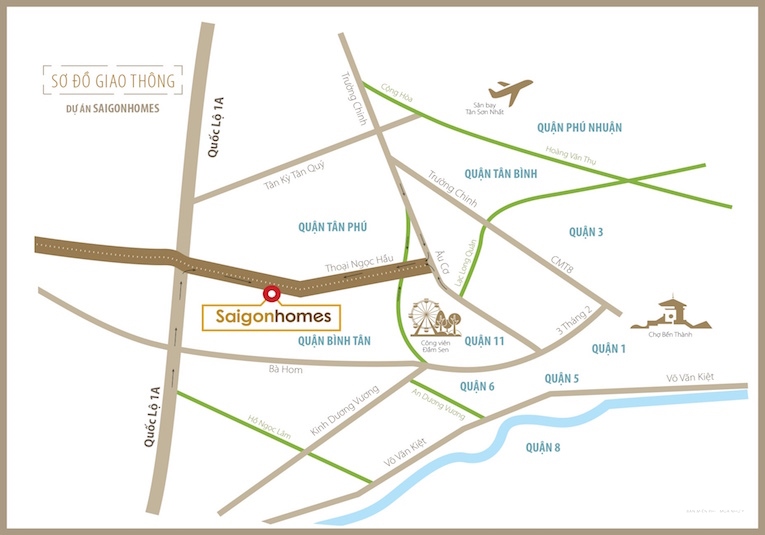 SƠ ĐỒ GIAO THÔNG
DỰ ÁN SAIGONHOMES
Quốc Lộ 1A
Trường Chinh
Cộng Hòa
Sân bay
Tân Sơn Nhất
QUẬN PHÚ NHUẬN
Hoàng Văn Thụ
Tân Kỳ Tân Quý
QUẬN TÂN BÌNH
Trường Chinh
QUẬN TÂN PHÚ
QUẬN 3
Thoại Ngọc Hầu
Âu Cơ
Lạc Long Quân
CMT8
Saigonhomes
3 Tháng 2
Chợ Bến Thành
QUẬN BÌNH TÂN
Công viên
Đầm Sen
QUẬN 11
QUẬN 1
Bà Hom
QUẬN 6
QUẬN 5
Võ Văn Kiệt
An Dương Vương
Kinh Dương Vương
Quốc Lộ 1A
Hồ Ngọc Lãm
Võ Văn Kiệt
QUẬN 8